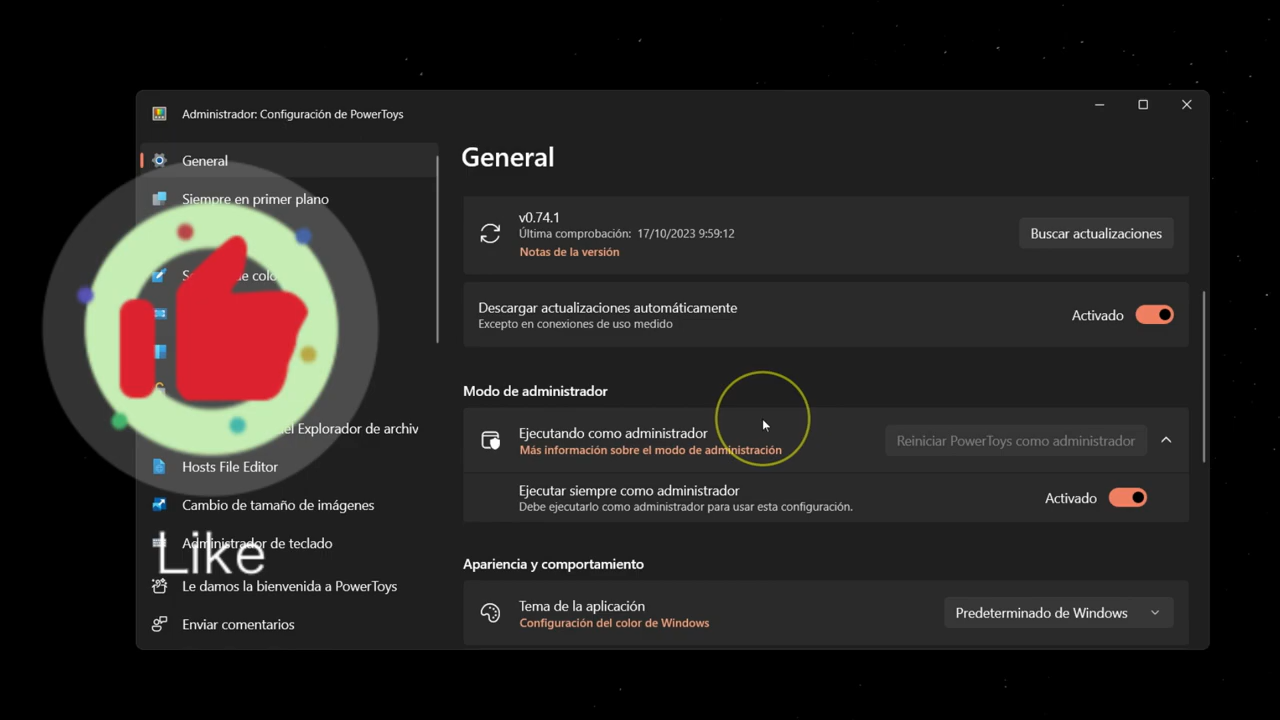 Administrador: Configuración de PowerToys
General
Siempre en primer plano
del Explorador de archiv
Hosts File Editor
Cambio de tamaño de imágenes
Administrador de teclado
Le damos la bienvenida a PowerToys
Enviar comentarios
Like
General
v0.74.1
Última comprobación: 17/10/2023 9:59:12
Notas de la versión
Buscar actualizaciones
Descargar actualizaciones automáticamente
Excepto en conexiones de uso medido
Activado
Modo de administrador
Ejecutando como administrador
Más información sobre el modo de administración
Reiniciar PowerToys como administrador
Ejecutar siempre como administrador
Debe ejecutarlo como administrador para usar esta configuración.
Activado
Apariencia y comportamiento
Tema de la aplicación
Configuración del color de Windows
Predeterminado de Windows